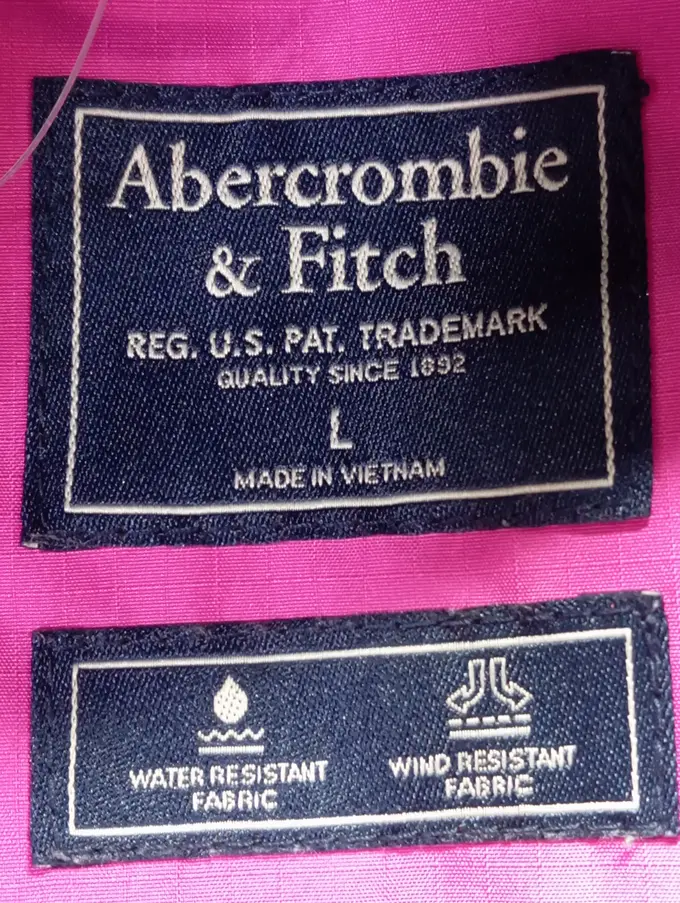 Abercrombie
& Fitch
REG. U.S. PAT. TRADEMARK
QUALITY SINCE 1892
L
MADE IN VIETNAM
WATER RESISTANT
FABRIC
WIND RESISTANT
FABRIC